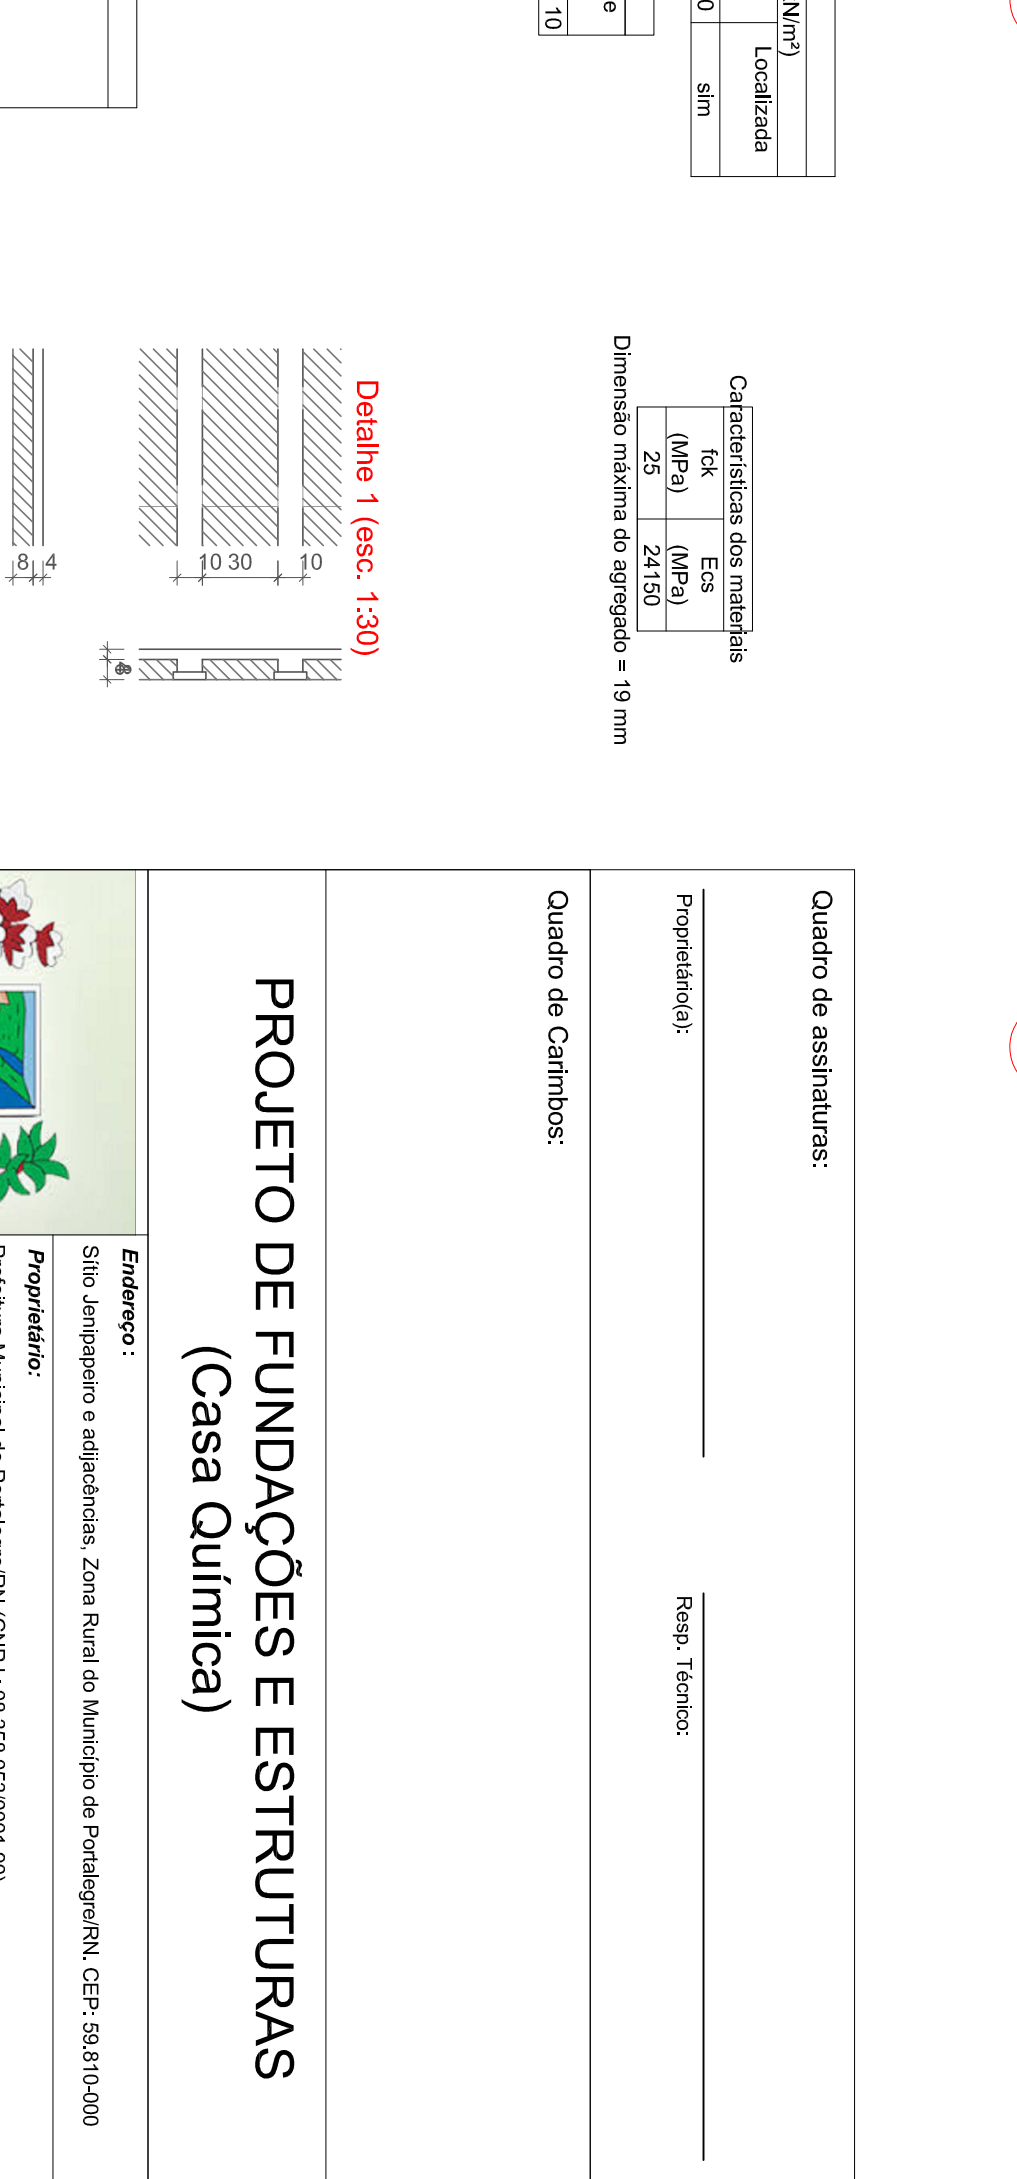 N/m²)
Localizada
0
sim
e
10
Características dos materiais
fck
(MPa)
Ecs
(MPa)
25
24150
Dimensão máxima do agregado = 19 mm
Detalhe 1 (esc. 1:30)
10
30
10
8
4
Quadro de assinaturas:
Proprietário(a):
Resp. Técnico:
Quadro de Carimbos:
PROJETO DE FUNDAÇÕES E ESTRUTURAS
(Casa Química)
Endereço :
Sítio Jenipapeiro e adijacências, Zona Rural do Município de Portalegre/RN. CEP: 59.810-000
Proprietário: